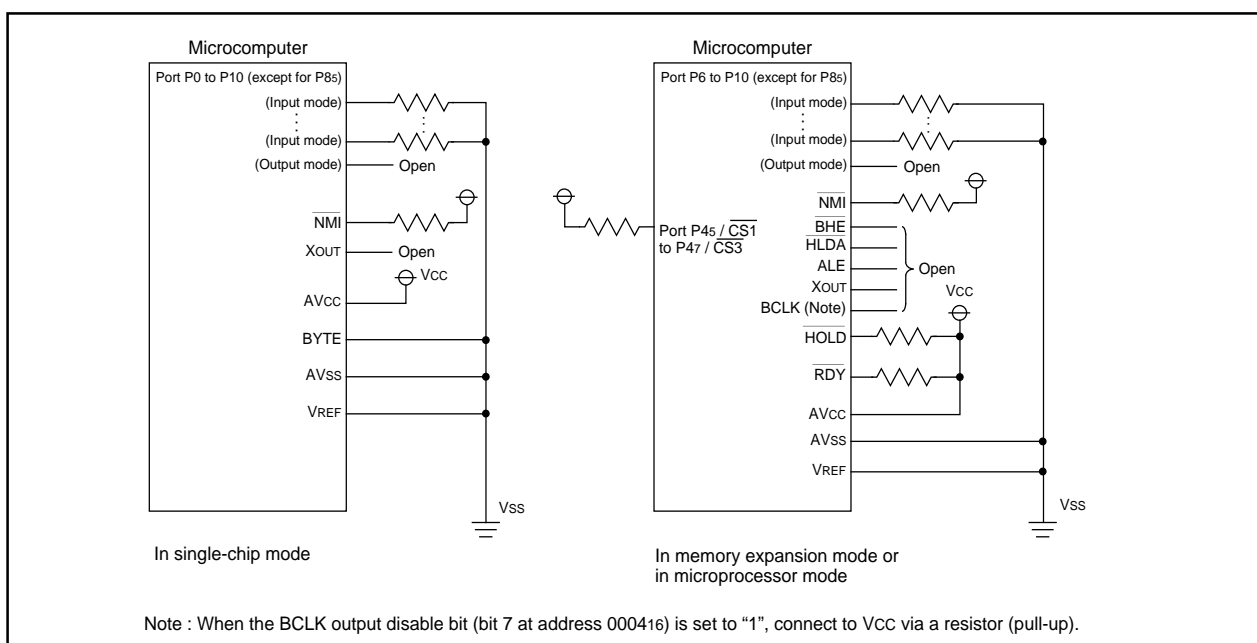 Microcomputer
Port P0 to P10 (except for P85)
(Input mode)
(Input mode)
(Output mode)
Open
NMI
XOUT
Open
VCC
AVCC
BYTE
AVSS
VREF
VSS
In single-chip mode
Microcomputer
Port P6 to P10 (except for P85)
(Input mode)
(Input mode)
(Output mode)
Open
NMI
Port P45 / CS1
to P47 / CS3
BHE
HLDA
ALE
XOUT
BCLK (Note)
Open
VCC
HOLD
RDY
AVCC
AVSS
VREF
VSS
In memory expansion mode or
in microprocessor mode
Note : When the BCLK output disable bit (bit 7 at address 000416) is set to “1”, connect to VCC via a resistor (pull-up).